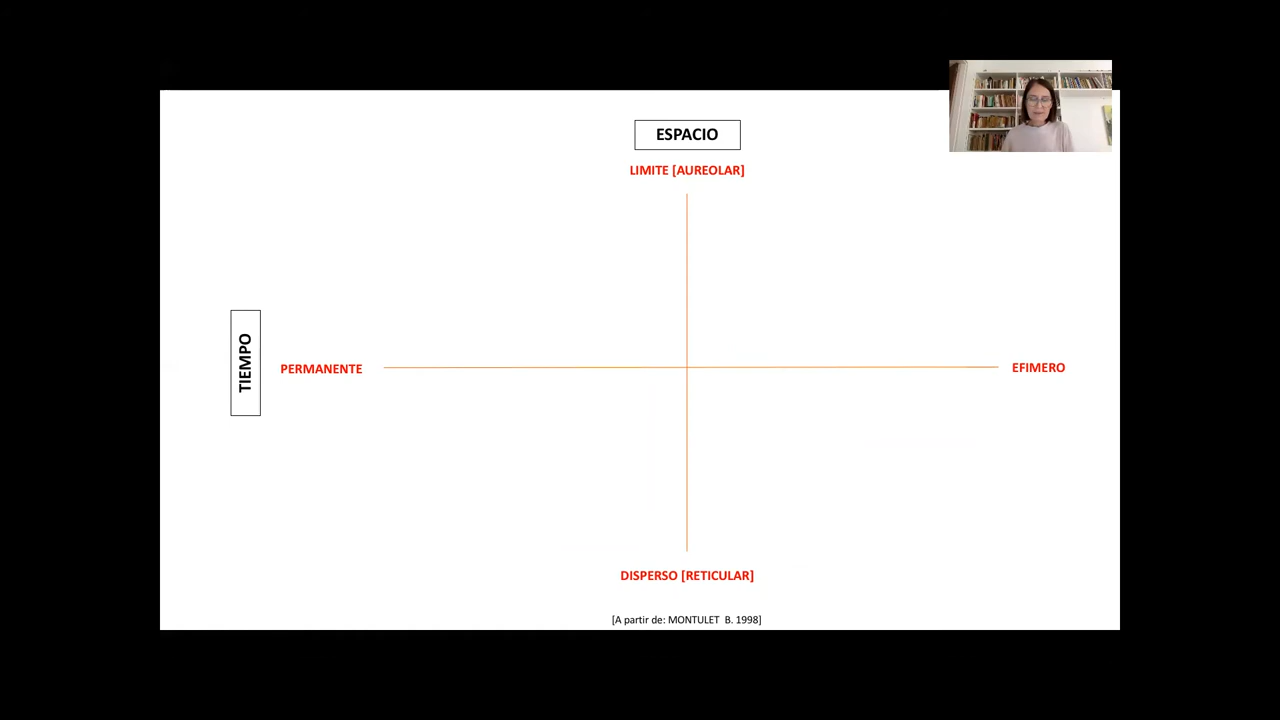 ESPACIO
LIMITE [AUREOLAR]
TIEMPO
PERMANENTE
EFIMERO
DISPERSO [RETICULAR]
[A partir de: MONTULET B. 1998]